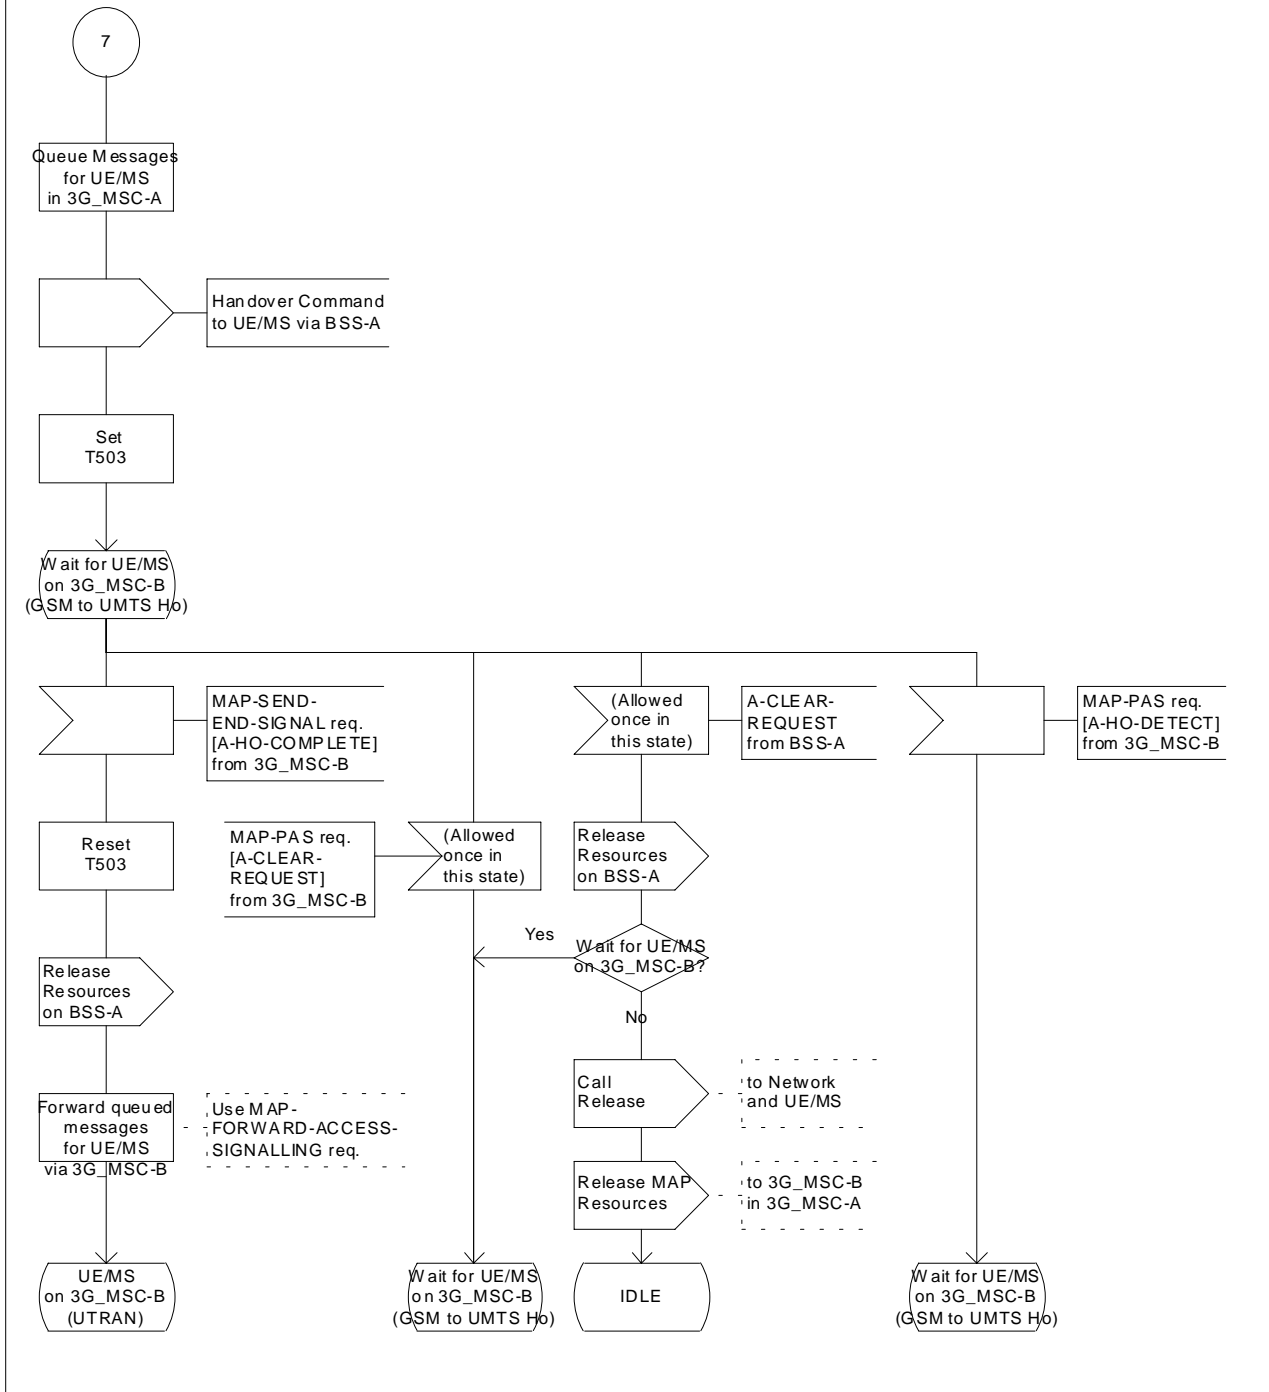 7
Queue Messages
for UE/MS
in 3G_MSC-A
Handover Command
to UE/MS via BSS-A
Set
T503
Wait for UE/MS
on 3G_MSC-B
(GSM to UMTS Ho)
MAP-SEND-
END-SIGNAL req.
[A-HO-COMPLETE]
from 3G_MSC-B
(Allowed
once in
this state)
A-CLEAR-
REQUEST
from BSS-A
MAP-PAS req.
[A-HO-DETECT]
from 3G_MSC-B
Reset
T503
MAP-PAS req.
[A-CLEAR-
REQUEST]
from 3G_MSC-B
(Allowed
once in
this state)
Release
Resources
on BSS-A
Yes
Wait for UE/MS
on 3G_MSC-B?
No
Release
Resources
on BSS-A
Call
Release
to Network
and UE/MS
Forward queued
messages
for UE/MS
via 3G_MSC-B
Use MAP-
FORWARD-ACCESS-
SIGNALLING req.
Release MAP
Resources
to 3G_MSC-B
in 3G_MSC-A
UE/MS
on 3G_MSC-B
(UTRAN)
Wait for UE/MS
on 3G_MSC-B
(GSM to UMTS Ho)
IDLE
Wait for UE/MS
on 3G_MSC-B
(GSM to UMTS Ho)